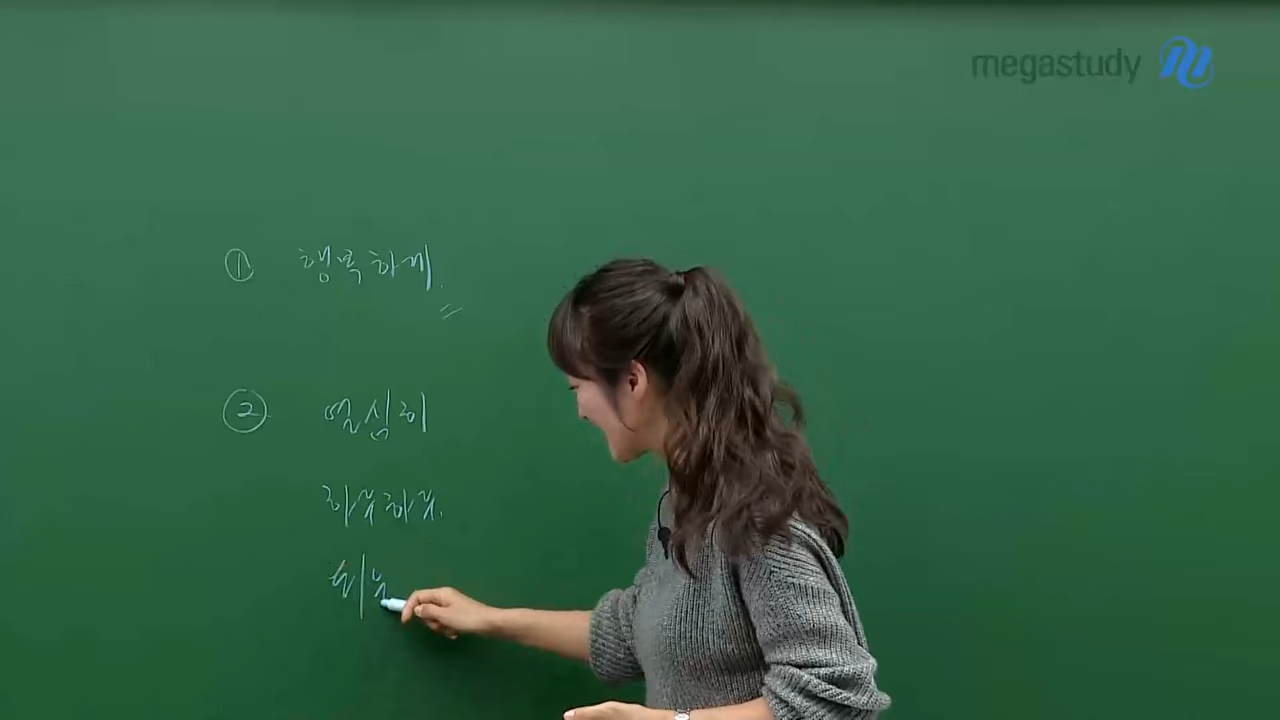 megastudy
① 행복하게.
② 열심히
하루하루.